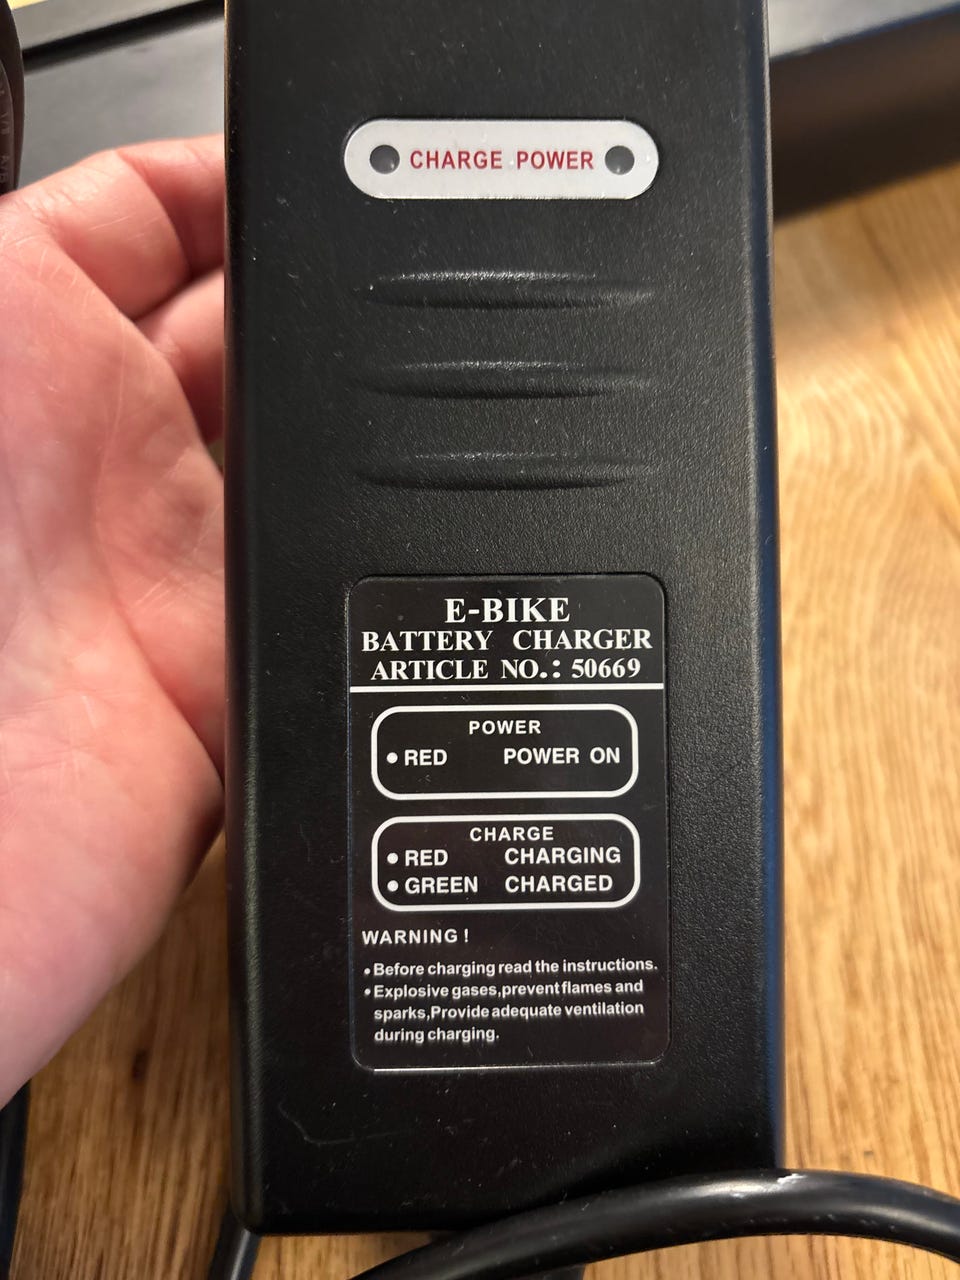 CHARGE POWER
E-BIKE
BATTERY CHARGER
ARTICLE NO.: 50669
POWER
• RED POWER ON
CHARGE
• RED CHARGING
• GREEN CHARGED
WARNING !
• Before charging read the instructions.
• Explosive gases,prevent flames and
sparks,Provide adequate ventilation
during charging.